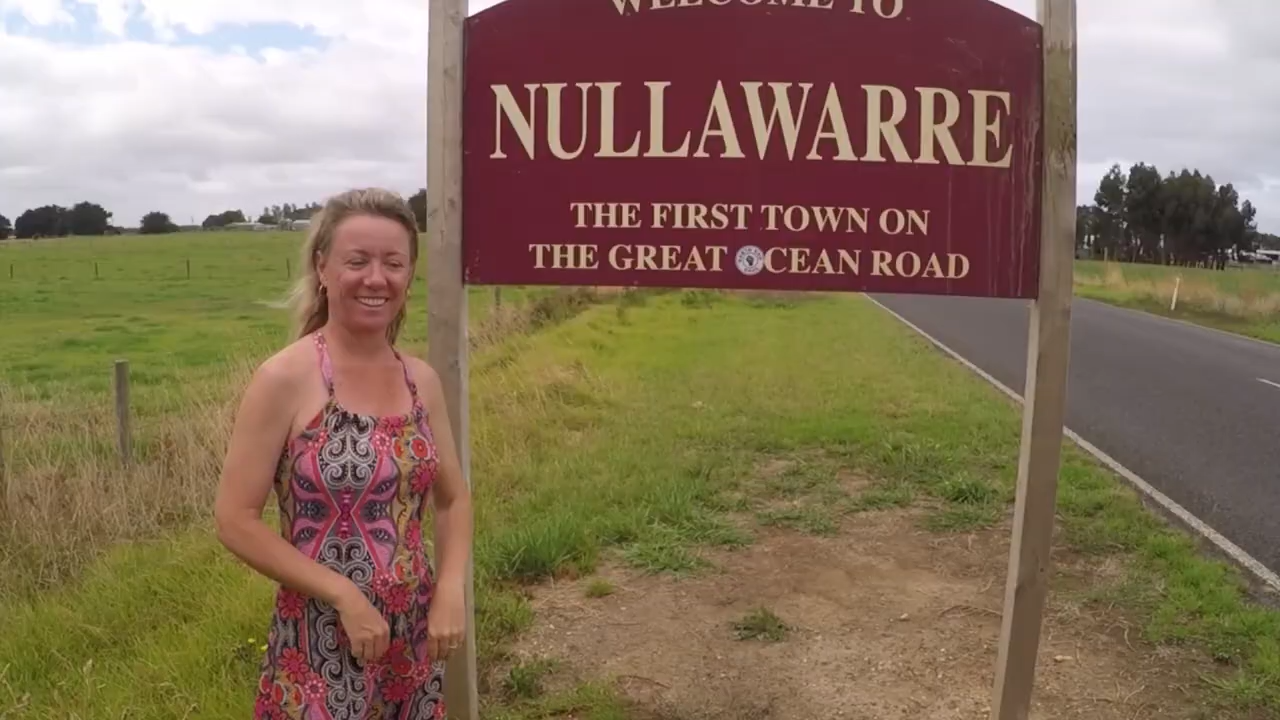 WELCOME TO
NULLAWARRE
THE FIRST TOWN ON
THE GREAT OCEAN ROAD